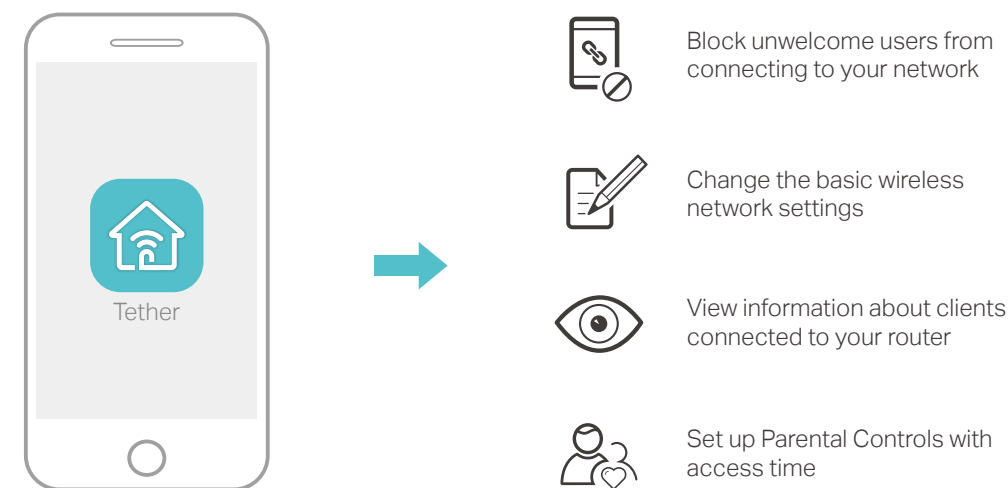 Tether
Block unwelcome users from
connecting to your network
Change the basic wireless
network settings
View information about clients
connected to your router
Set up Parental Controls with
access time